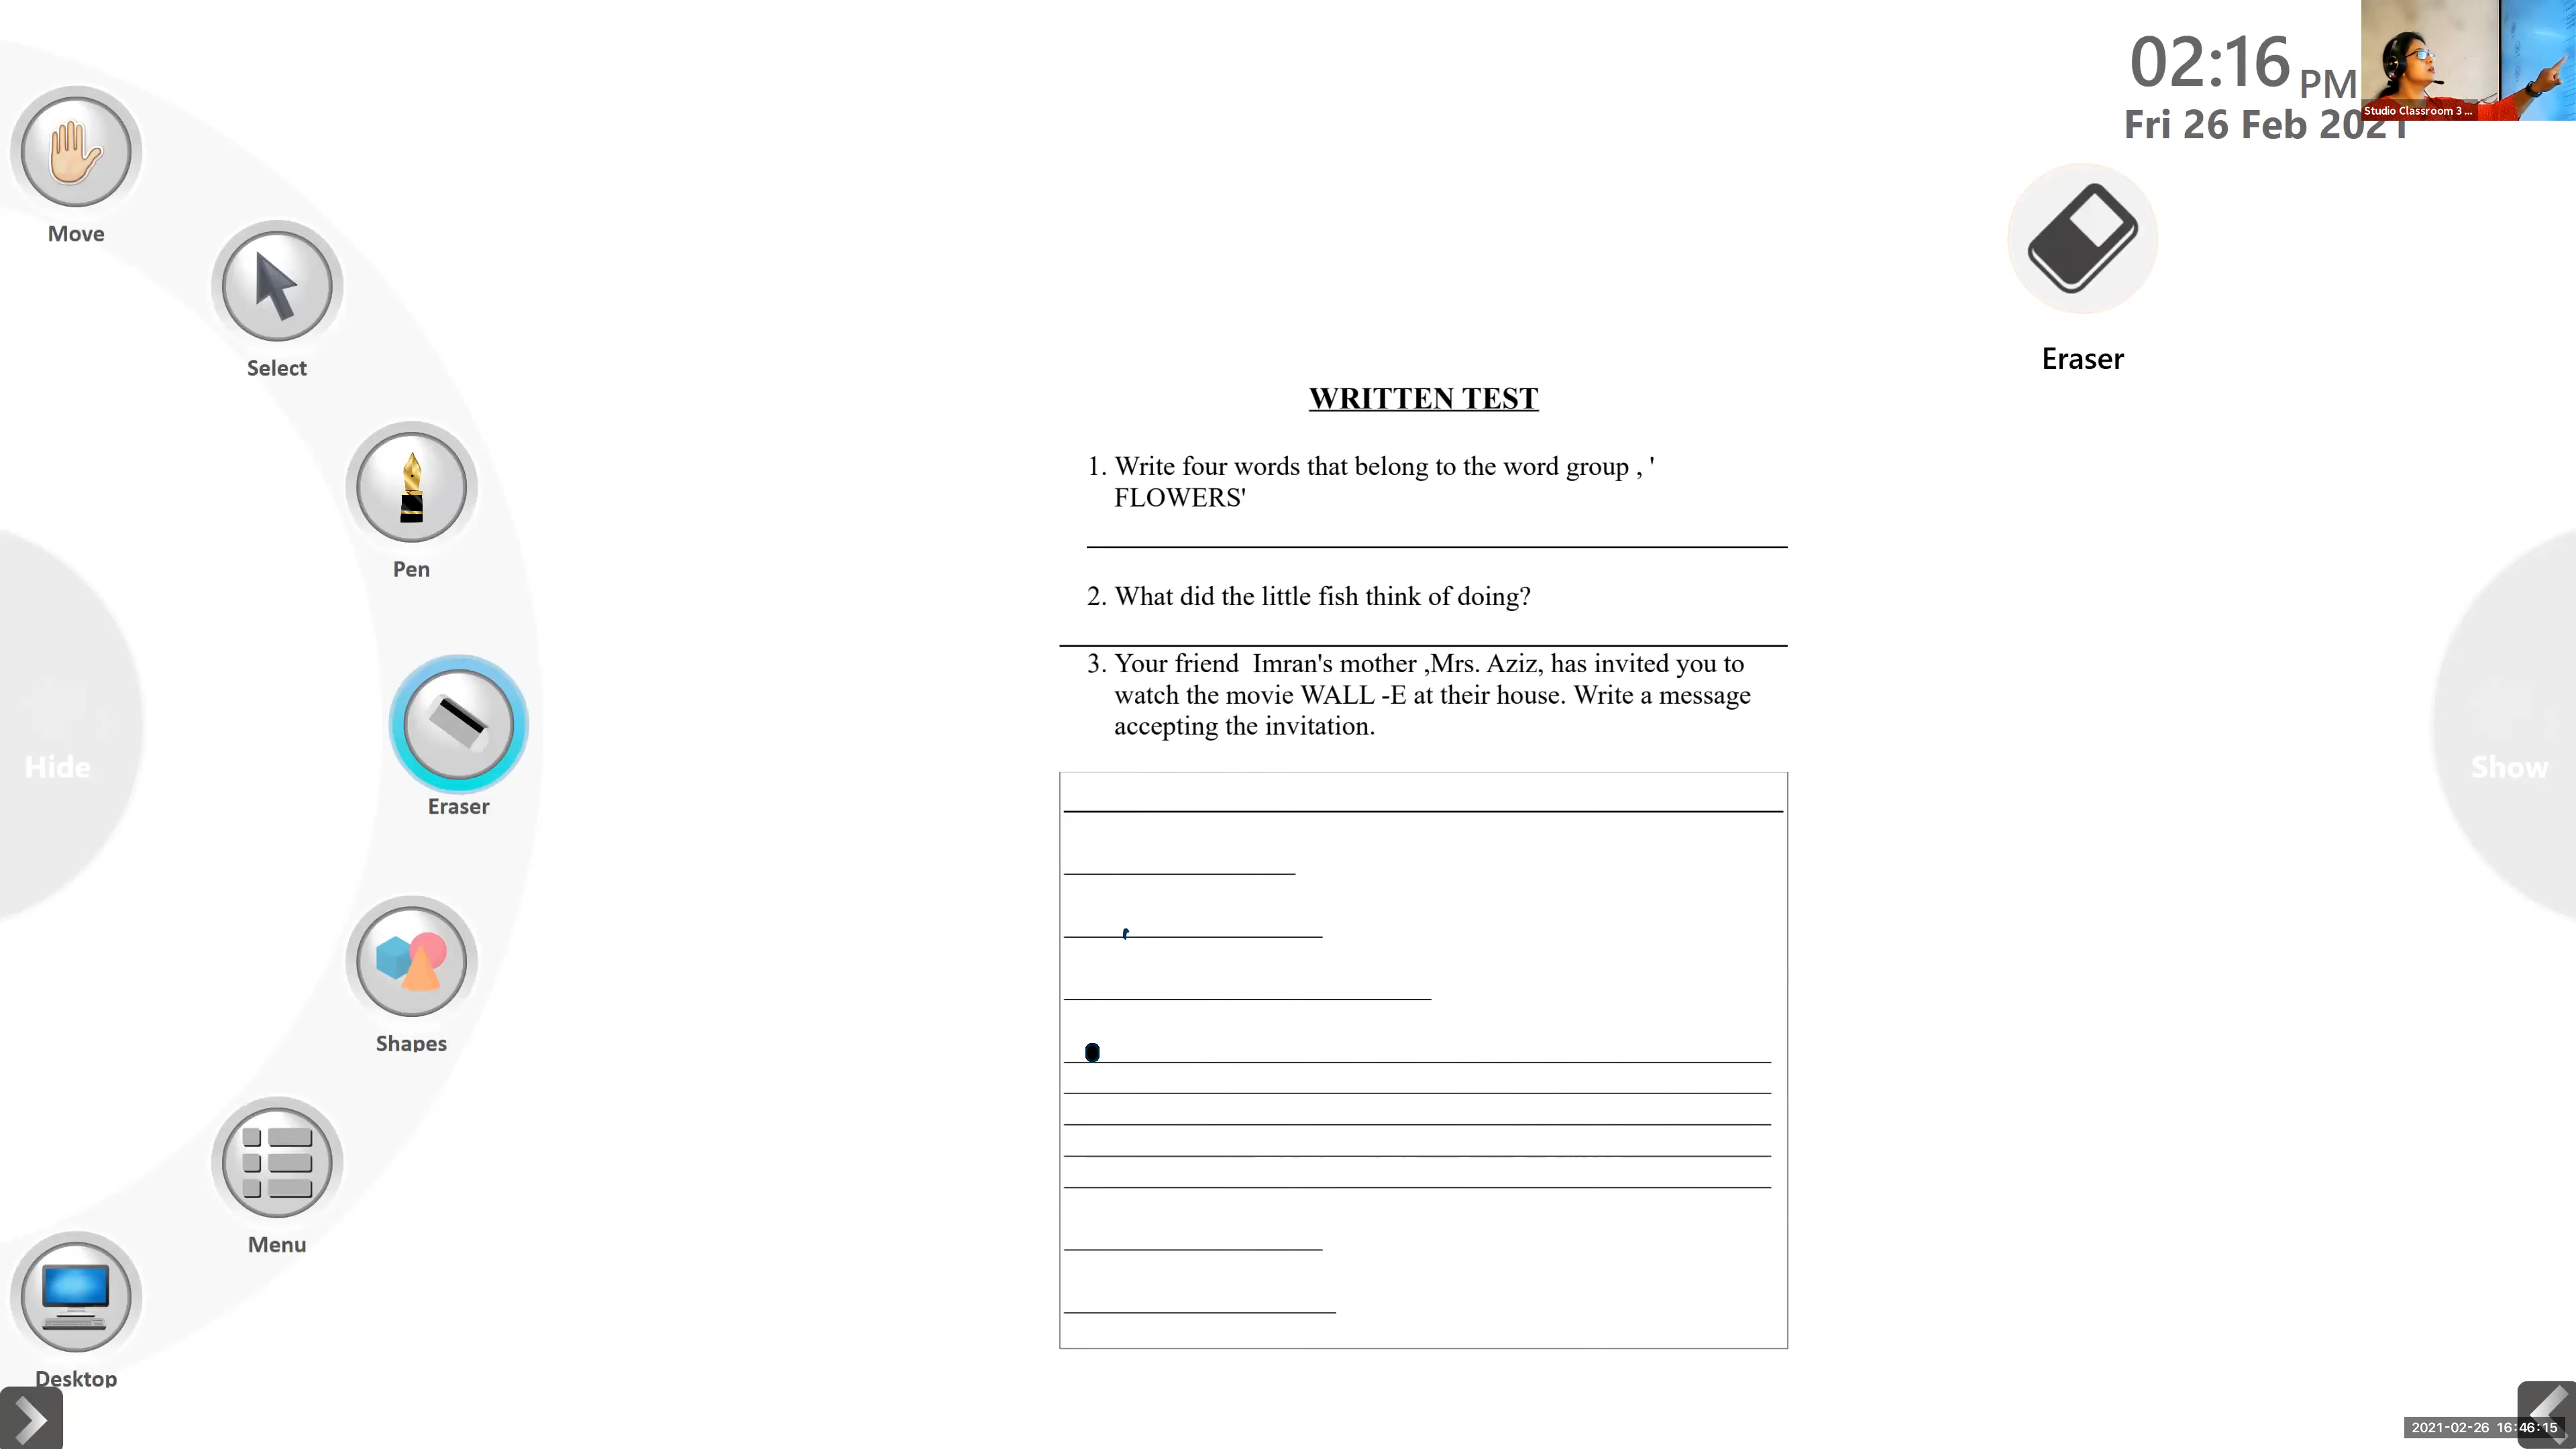 02:16 PM
Fri 26 Feb 2021
Studio Classroom 3 ...
Move
Select
Pen
Eraser
Shapes
Menu
Desktop
Hide
Eraser
Show
WRITTEN TEST
1. Write four words that belong to the word group , '
FLOWERS'
2. What did the little fish think of doing?
3. Your friend  Imran's mother ,Mrs. Aziz, has invited you to
watch the movie WALL -E at their house. Write a message
accepting the invitation.
2021-02-26 16:46:15